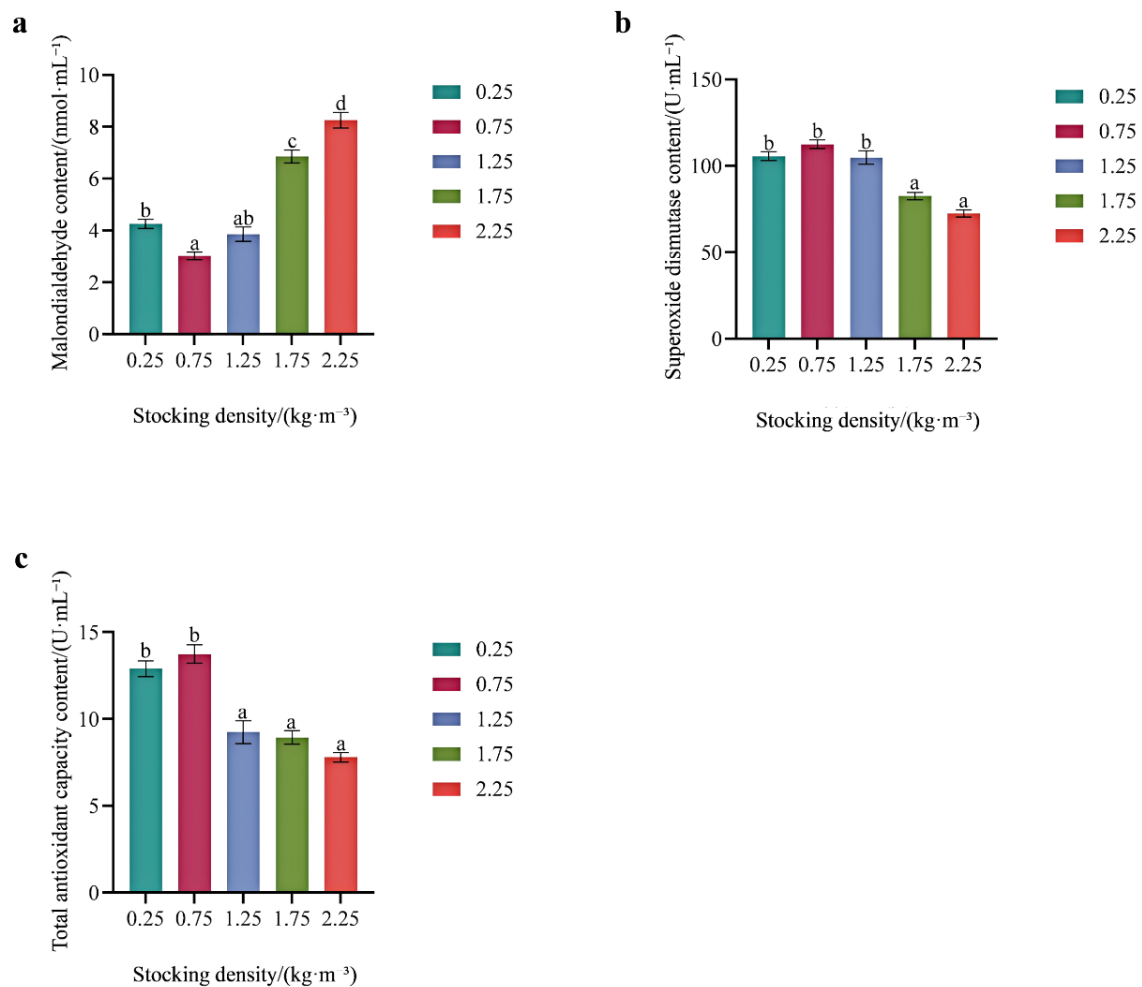 a
Malondialdehyde content/(nmol·mL⁻¹)
10
8
6
4
2
0
b
a
ab
c
d
0.25 0.75 1.25 1.75 2.25
Stocking density/(kg·m⁻³)
0.25
0.75
1.25
1.75
2.25
b
Superoxide dismutase content/(U·mL⁻¹)
150
100
50
0
b
b
b
a
a
0.25 0.75 1.25 1.75 2.25
Stocking density/(kg·m⁻³)
0.25
0.75
1.25
1.75
2.25
c
Total antioxidant capacity content/(U·mL⁻¹)
15
10
5
0
b
b
a
a
a
0.25 0.75 1.25 1.75 2.25
Stocking density/(kg·m⁻³)
0.25
0.75
1.25
1.75
2.25